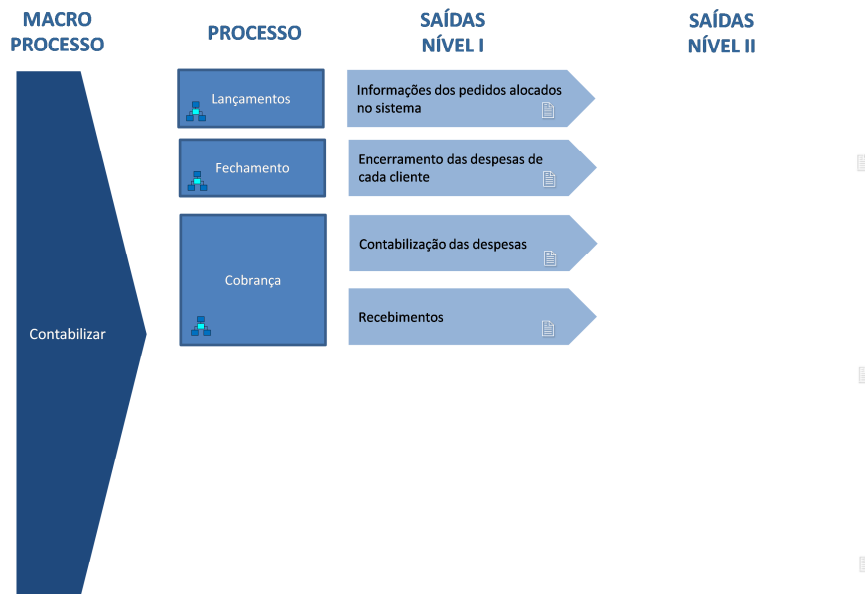 MACRO
PROCESSO
PROCESSO
SAÍDAS
NÍVEL I
SAÍDAS
NÍVEL II
Contabilizar
Lançamentos
Informações dos pedidos alocados
no sistema
Fechamento
Encerramento das despesas de
cada cliente
Cobrança
Contabilização das despesas
Recebimentos